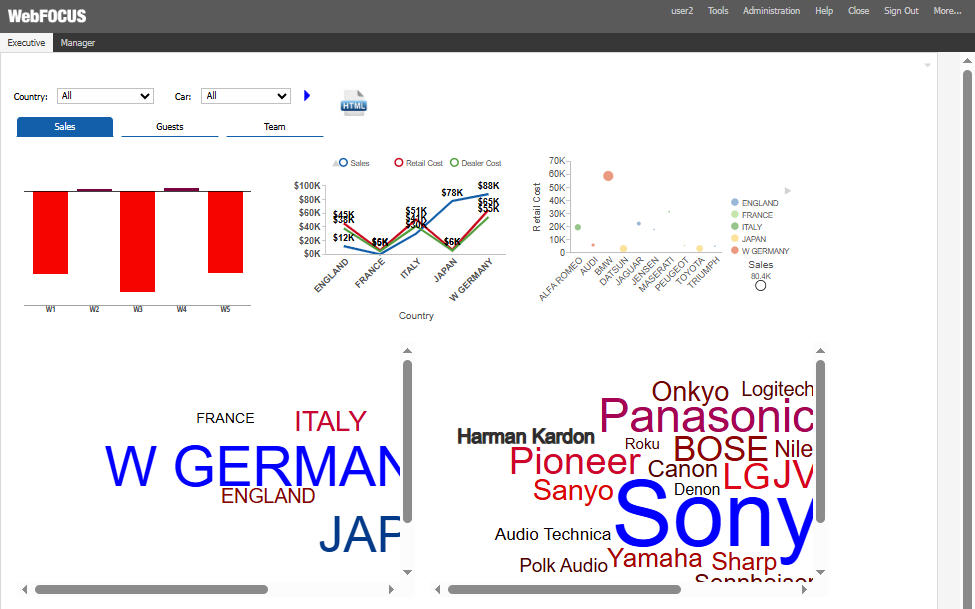 WebFOCUS
user2 Tools Administration Help Close Sign Out More...
Executive Manager
Country: All Car: All
HTML
Sales Guests Team
W1 W2 W3 W4 W5
Sales Retail Cost Dealer Cost
$100K
$80K
$60K
$40K
$20K
$0K
$45K
$38K
$12K
$5K
$51K
$41K
$30K
$78K
$6K
$88K
$65K
$55K
ENGLAND
FRANCE
ITALY
JAPAN
W GERMANY
Country
Retail Cost
70K
60K
50K
40K
30K
20K
10K
0
ALFA ROMEO
AUDI
BMW
DATSUN
JAGUAR
JENSEN
MASERATI
PEUGEOT
TOYOTA
TRIUMPH
ENGLAND
FRANCE
ITALY
JAPAN
W GERMANY
Sales
80.4K
FRANCE ITALY
W GERMAN
ENGLAND
JAP
Onkyo Logitech
Panasonic
Harman Kardon
Roku BOSE Nile
Pioneer Canon LG JV
Sanyo Denon
Sony
Audio Technica
Polk Audio Yamaha Sharp